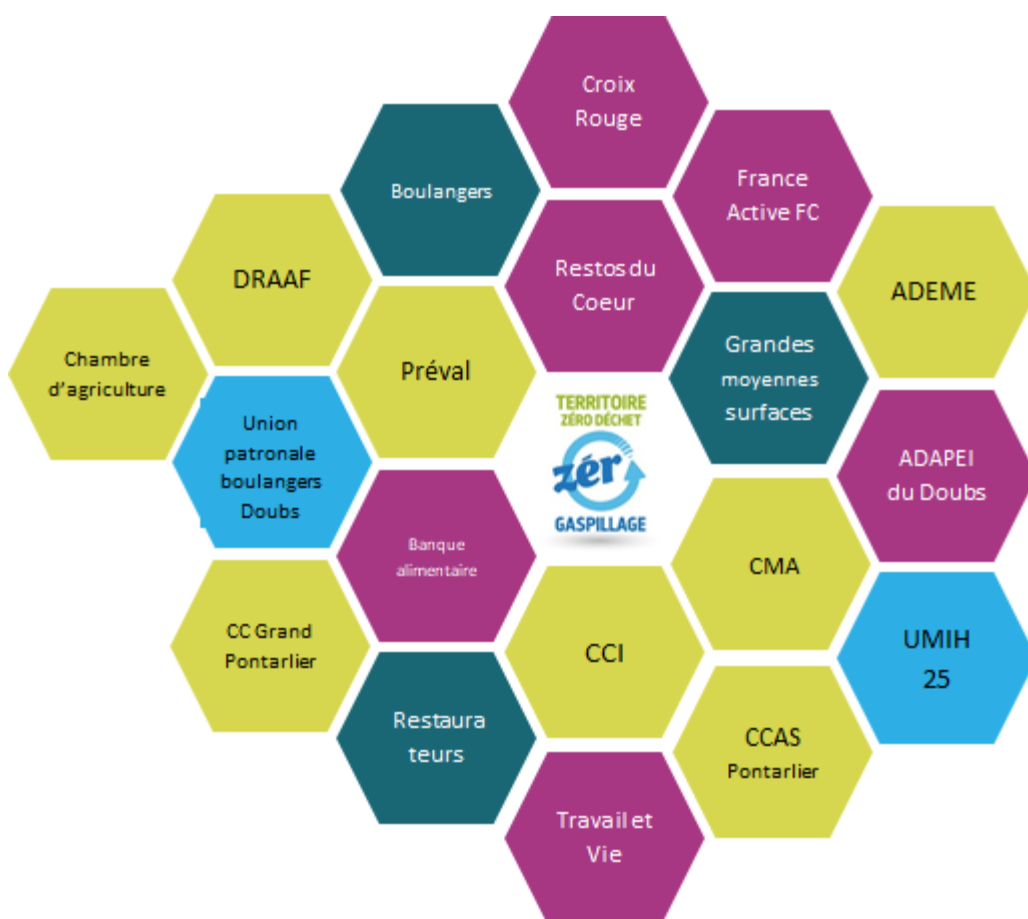 Croix
Rouge
Boulangers
France
Active FC
DRAAF
Restos du
Coeur
ADEME
Chambre
d’agriculture
Préval
Grandes
moyennes
surfaces
Union
patronale
boulangers
Doubs
TERRITOIRE
ZÉRO DÉCHET
zér
GASPILLAGE
ADAPEI
du Doubs
Banque
alimentaire
CMA
CC Grand
Pontarlier
CCI
UMIH
25
Restaura
teurs
CCAS
Pontarlier
Travail et
Vie